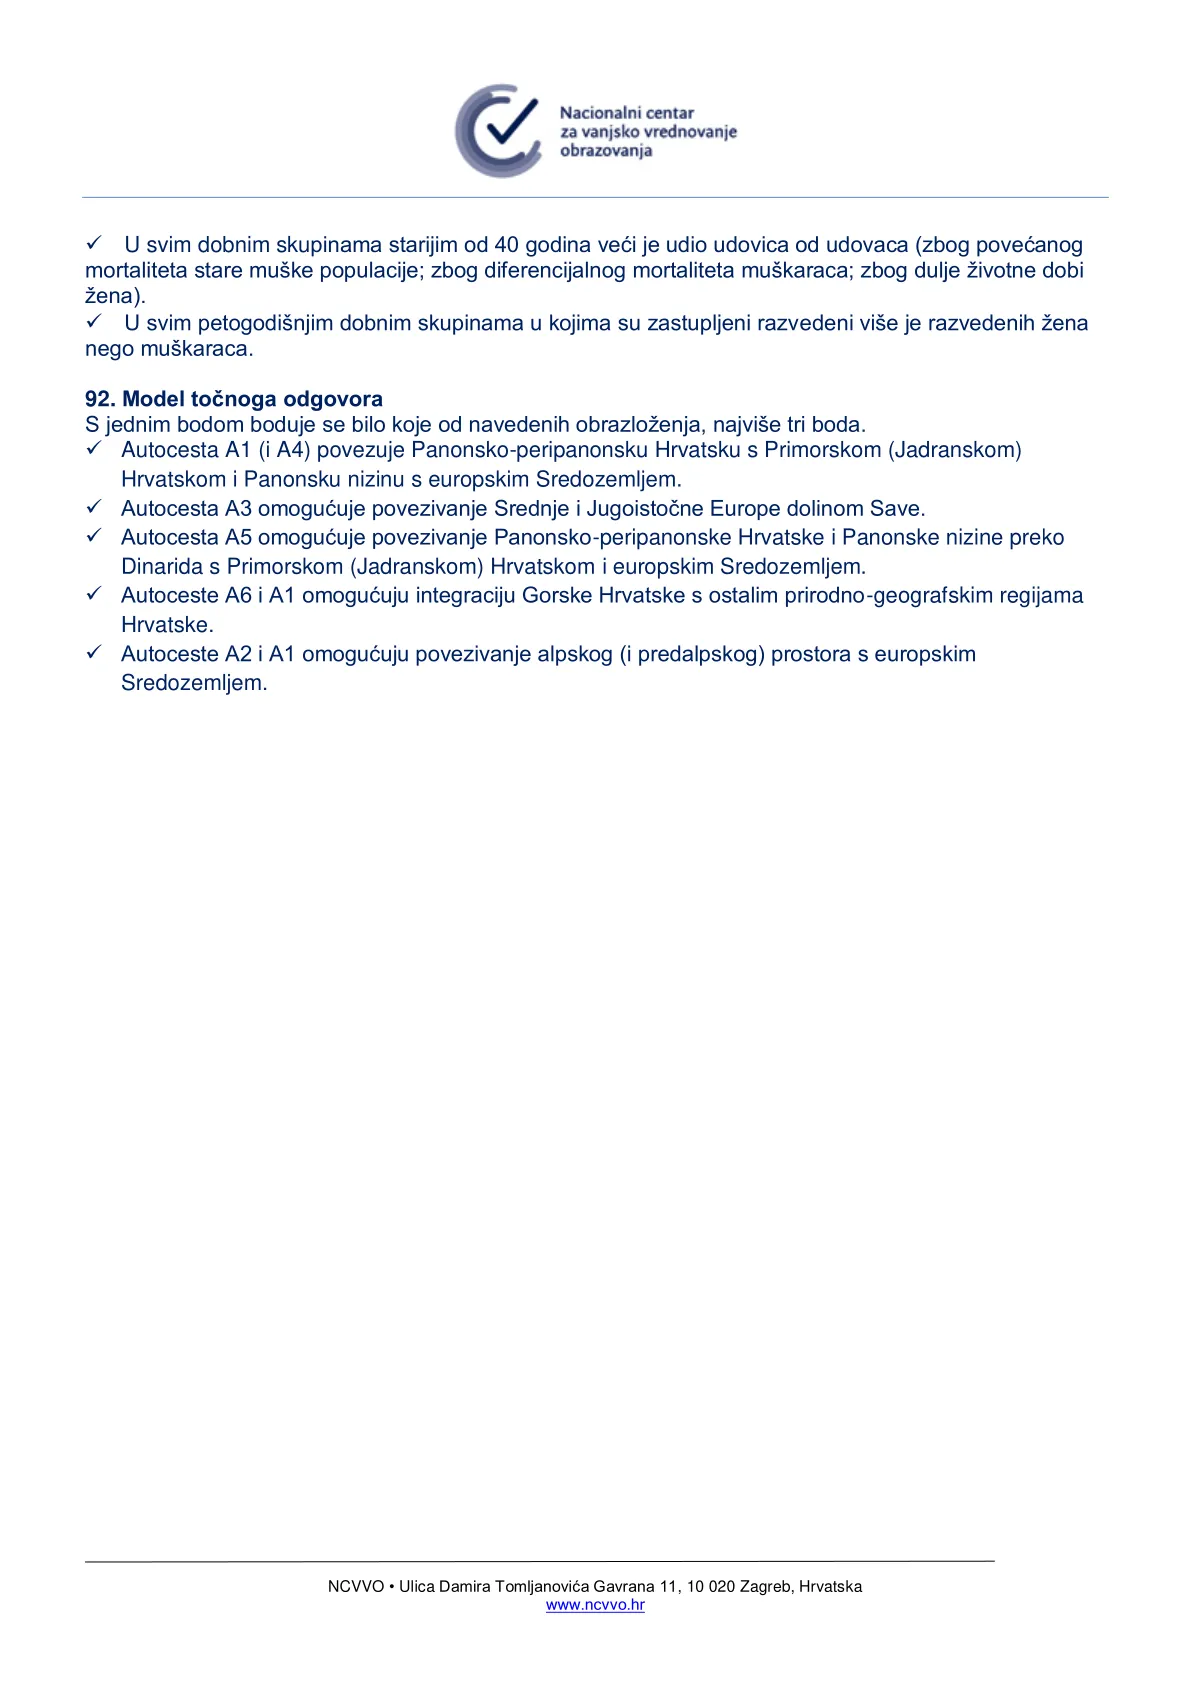 Nacionalni centar
za vanjsko vrednovanje
obrazovanja
✓ U svim dobnim skupinama starijim od 40 godina veći je udio udovica od udovaca (zbog povećanog
mortaliteta stare muške populacije; zbog diferencijalnog mortaliteta muškaraca; zbog dulje životne dobi
žena).
✓ U svim petogodišnjim dobnim skupinama u kojima su zastupljeni razvedeni više je razvedenih žena
nego muškaraca.
92. Model točnoga odgovora
S jednim bodom boduje se bilo koje od navedenih obrazloženja, najviše tri boda.
✓ Autocesta A1 (i A4) povezuje Panonsko-peripanonsku Hrvatsku s Primorskom (Jadranskom)
Hrvatskom i Panonsku nizinu s europskim Sredozemljem.
✓ Autocesta A3 omogućuje povezivanje Srednje i Jugoistočne Europe dolinom Save.
✓ Autocesta A5 omogućuje povezivanje Panonsko-peripanonske Hrvatske i Panonske nizine preko
Dinarida s Primorskom (Jadranskom) Hrvatskom i europskim Sredozemljem.
✓ Autoceste A6 i A1 omogućuju integraciju Gorske Hrvatske s ostalim prirodno-geografskim regijama
Hrvatske.
✓ Autoceste A2 i A1 omogućuju povezivanje alpskog (i predalpskog) prostora s europskim
Sredozemljem.
NCVVO • Ulica Damira Tomljanovića Gavrana 11, 10 020 Zagreb, Hrvatska
www.ncvvo.hr